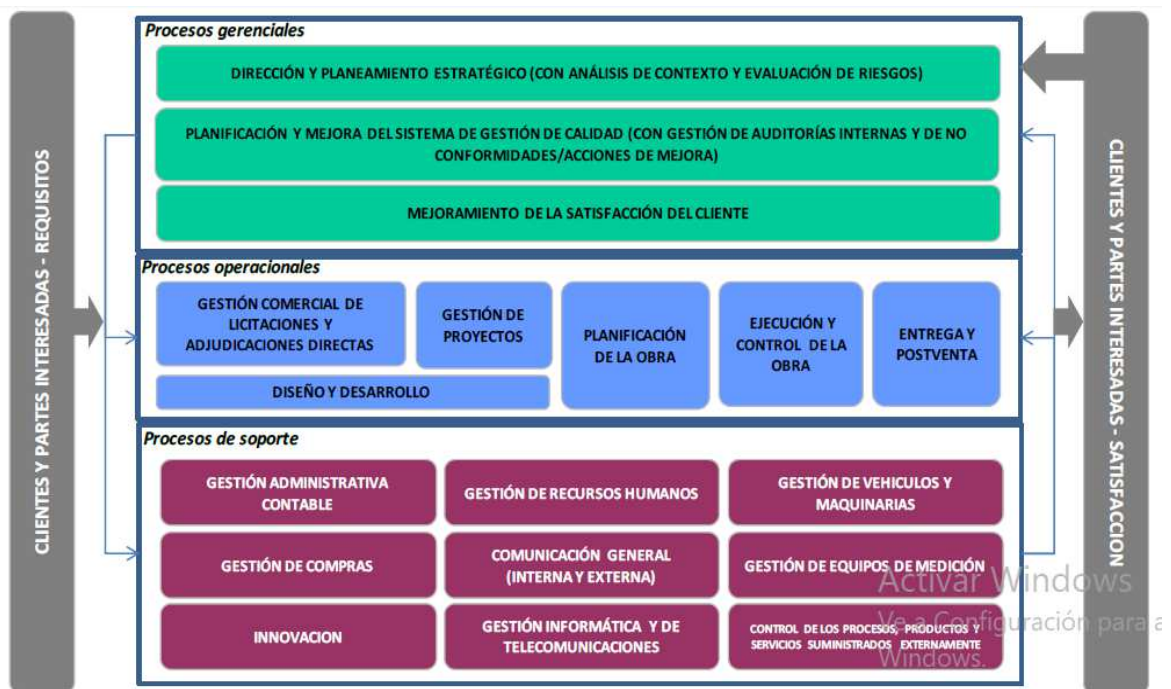 CLIENTES Y PARTES INTERESADAS - REQUISITOS
Procesos gerenciales
DIRECCIÓN Y PLANEAMIENTO ESTRATÉGICO (CON ANÁLISIS DE CONTEXTO Y EVALUACIÓN DE RIESGOS)
PLANIFICACIÓN Y MEJORA DEL SISTEMA DE GESTIÓN DE CALIDAD (CON GESTIÓN DE AUDITORÍAS INTERNAS Y DE NO
CONFORMIDADES/ACCIONES DE MEJORA)
MEJORAMIENTO DE LA SATISFACCIÓN DEL CLIENTE
Procesos operacionales
GESTIÓN COMERCIAL DE
LICITACIONES Y
ADJUDICACIONES DIRECTAS
GESTIÓN DE
PROYECTOS
DISEÑO Y DESARROLLO
PLANIFICACIÓN
DE LA OBRA
EJECUCIÓN Y
CONTROL DE LA
OBRA
ENTREGA Y
POSTVENTA
Procesos de soporte
GESTIÓN ADMINISTRATIVA
CONTABLE
GESTIÓN DE RECURSOS HUMANOS
GESTIÓN DE VEHICULOS Y
MAQUINARIAS
GESTIÓN DE COMPRAS
COMUNICACIÓN GENERAL
(INTERNA Y EXTERNA)
GESTIÓN DE EQUIPOS DE MEDICIÓN
INNOVACION
GESTIÓN INFORMÁTICA Y DE
TELECOMUNICACIONES
CONTROL DE LOS PROCESOS, PRODUCTOS Y
SERVICIOS SUMINISTRADOS EXTERNAMENTE
CLIENTES Y PARTES INTERESADAS - SATISFACCION
Activar Windows
Ve a Configuración para a
Windows.